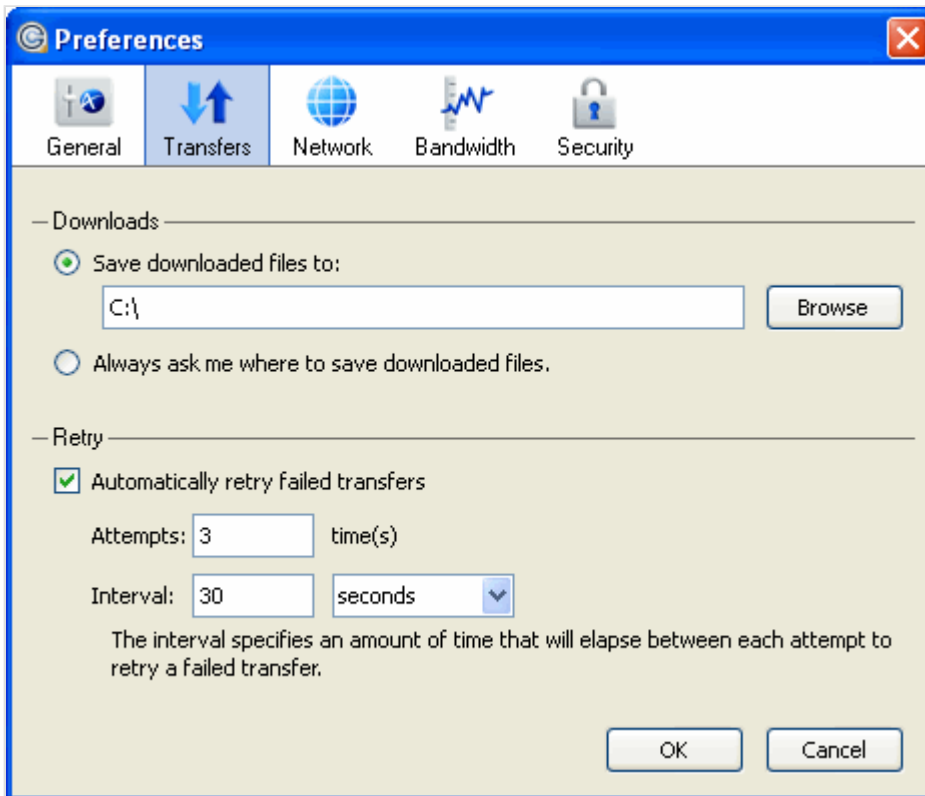 Preferences
General Transfers Network Bandwidth Security
Downloads
Save downloaded files to:
C:\ Browse
Always ask me where to save downloaded files.
Retry
Automatically retry failed transfers
Attempts: 3 time(s)
Interval: 30 seconds
The interval specifies an amount of time that will elapse between each attempt to
retry a failed transfer.
OK Cancel